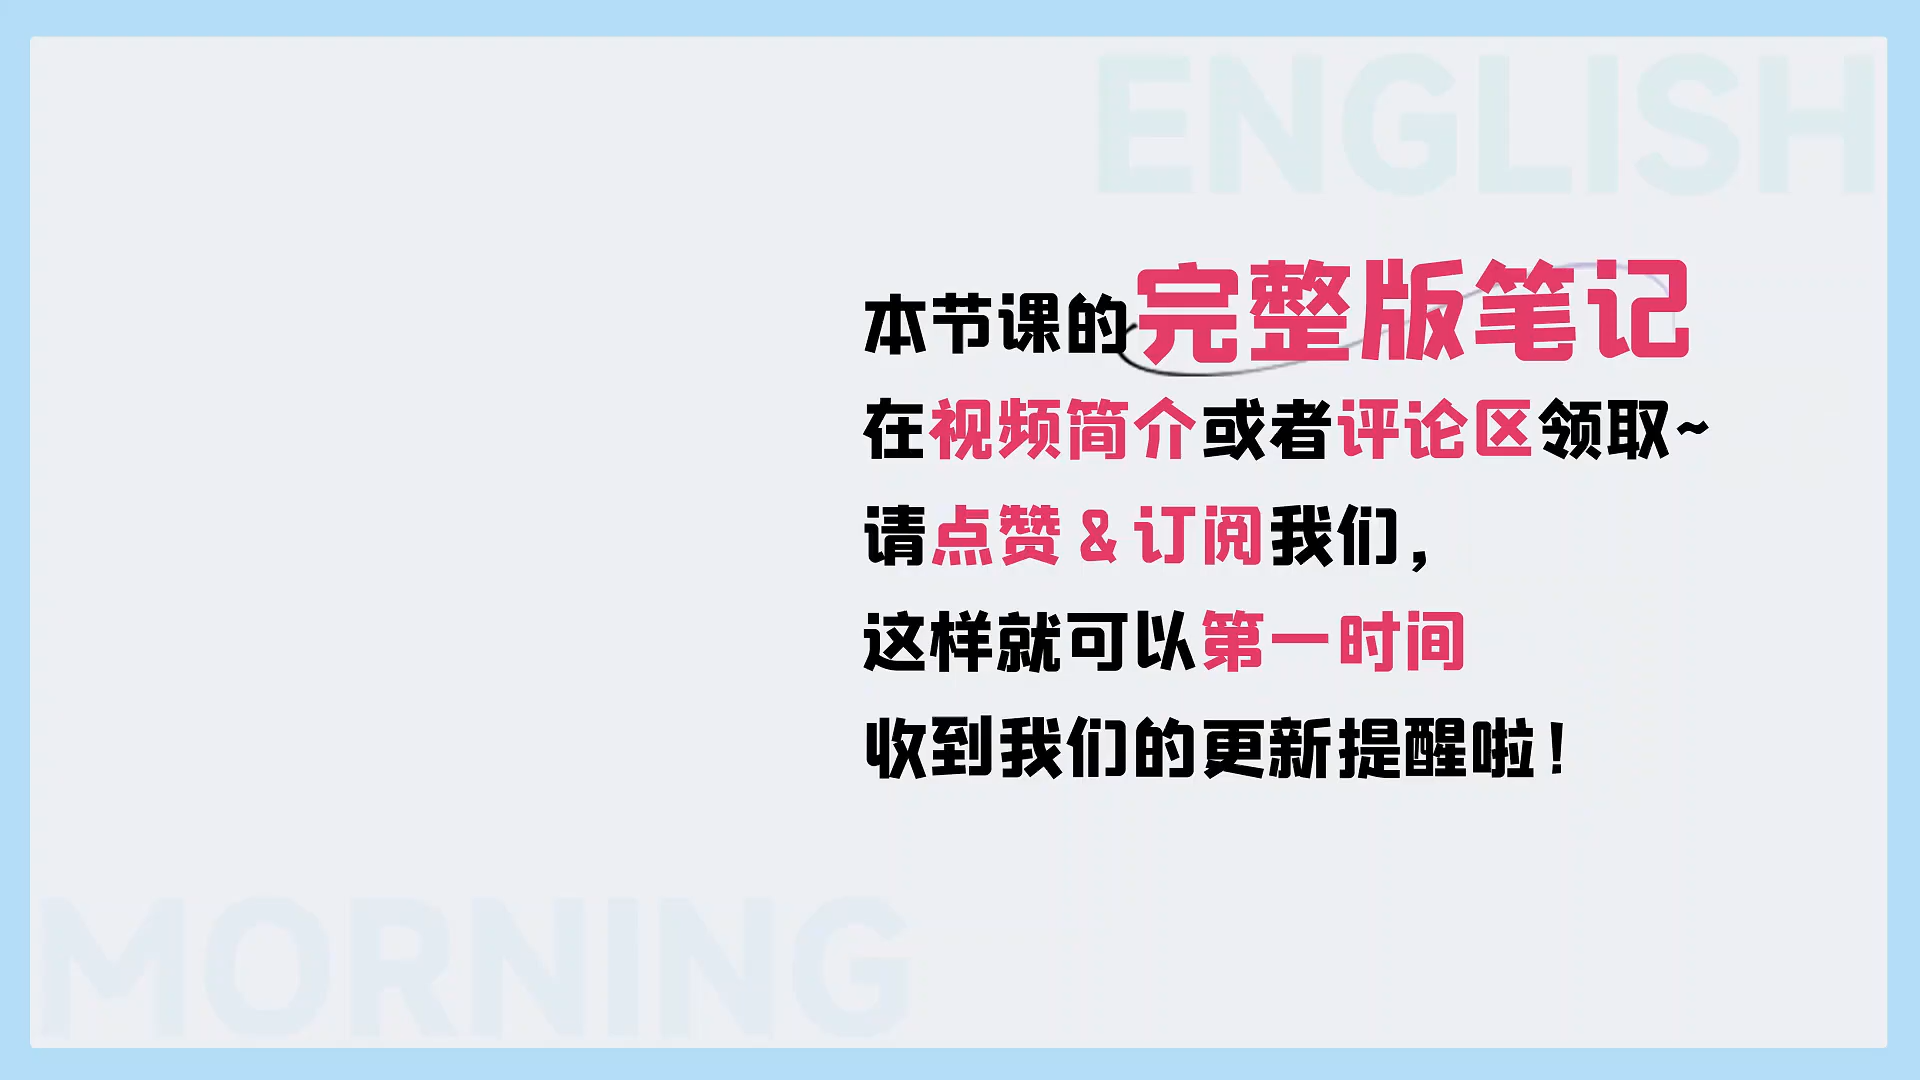 ENGLISH
本节课的完整版笔记
在视频简介或者评论区领取~
请点赞&订阅我们，
这样就可以第一时间
收到我们的更新提醒啦！
MORNING